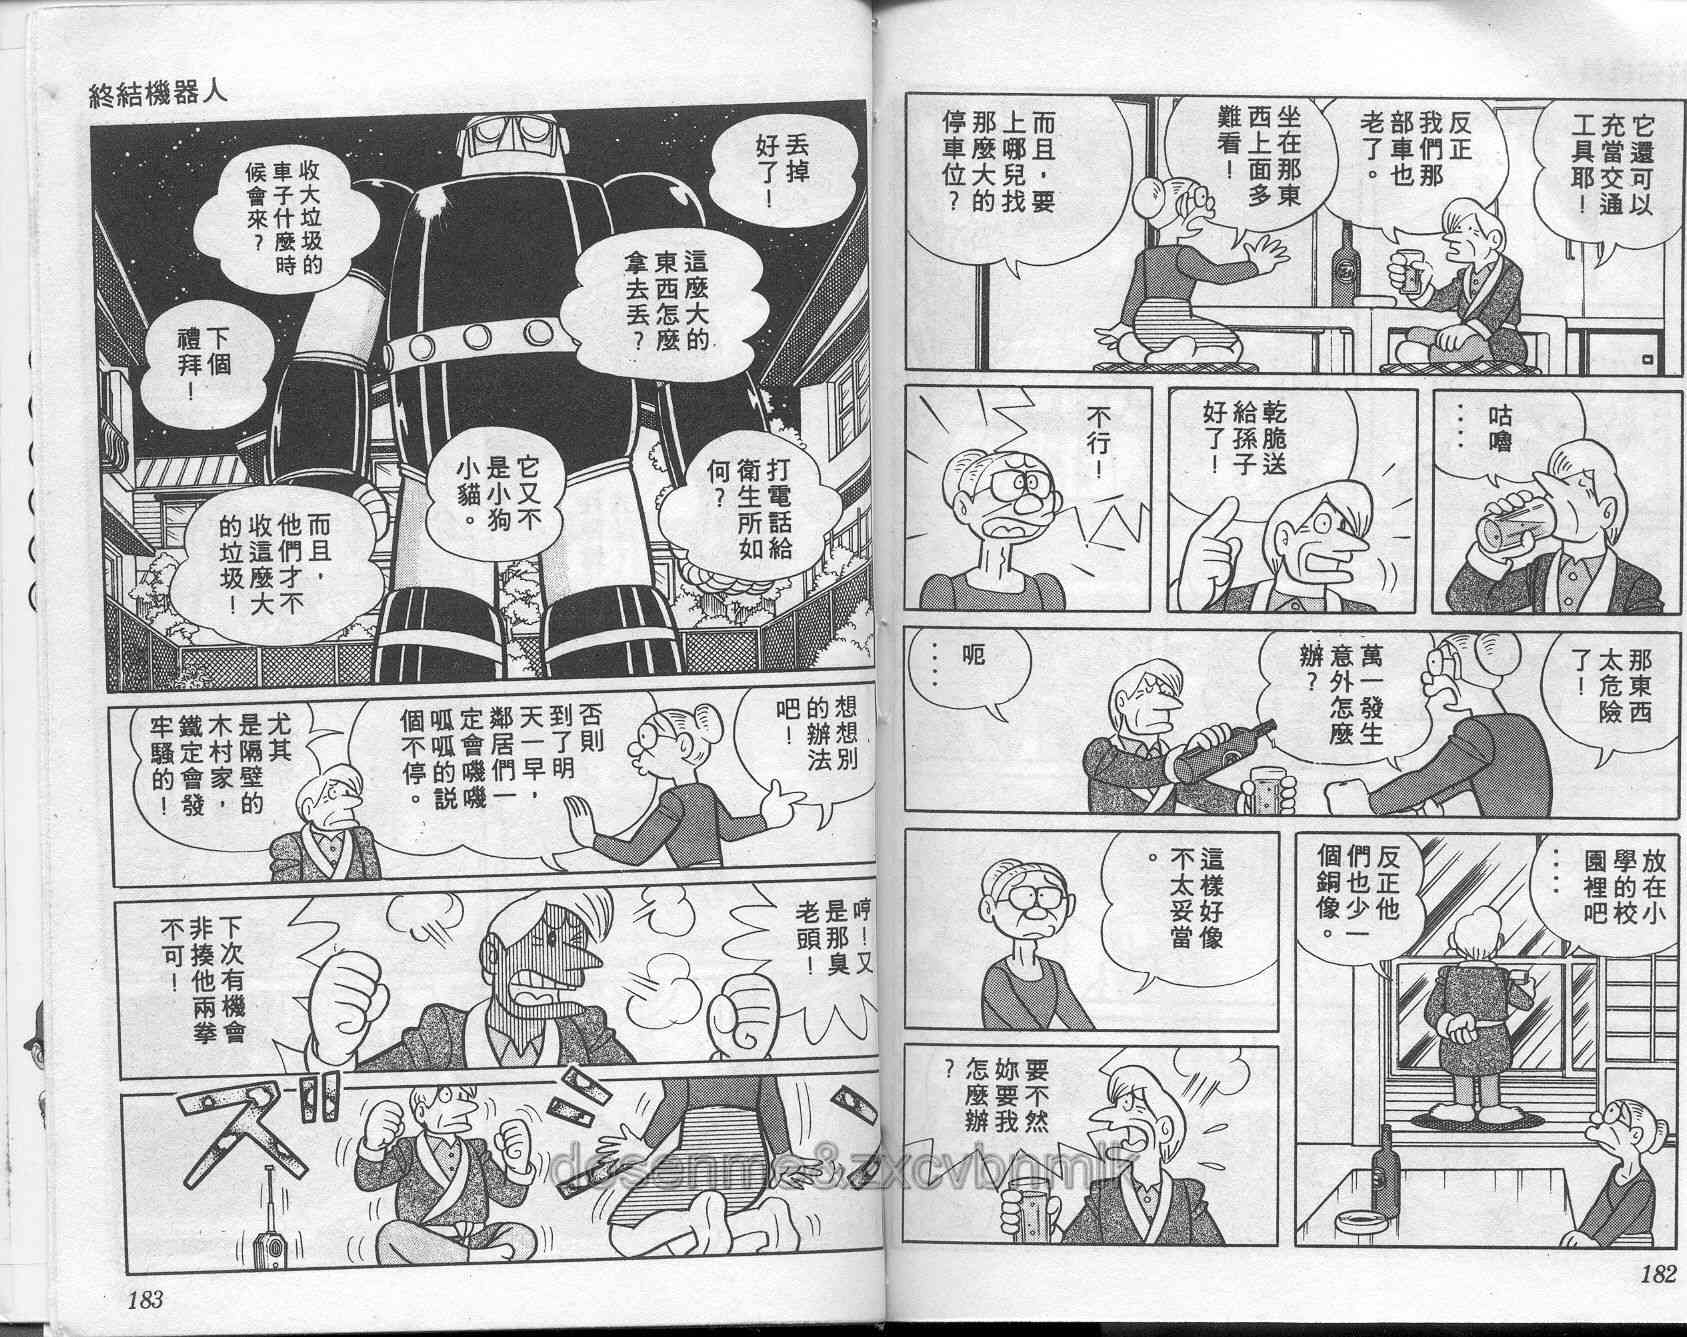 它還可以
充當交通
工具耶！
反正
我們那
部車也
老了。
坐在那東
西上面多
難看！
而且，要
上哪兒找
那麼大的
停車位？
咕嚕
‥‥
乾脆送
給孫子
好了！
不行！
那東西
太危險
了！
萬一發生
意外怎麼
辦？
呃
‥‥
放在小
學的校
園裡吧
‥‥
反正他
們也少一
個銅像。
這樣好像
不太妥當
。
要不然
妳要我
怎麼辦
？
182
終結機器人
丟掉
好了！
這麼大的
東西怎麼
拿去丟？
收大垃圾的
車子什麼時
候會來？
下個
禮拜！
打電話給
衛生所如
何？
它又不
是小狗
小貓。
而且，
他們才不
收這麼大
的垃圾！
想想別
的辦法
吧！
否則
到了明
天一早，
鄰居們一
定會嘰嘰
呱呱的說
個不停。
尤其
是隔壁的
木村家，
鐵定會發
牢騷的！
哼！又
是那臭
老頭！
下次有機會
非揍他兩拳
不可！
ズズズ
183
dosenme&zxcvbnmlk